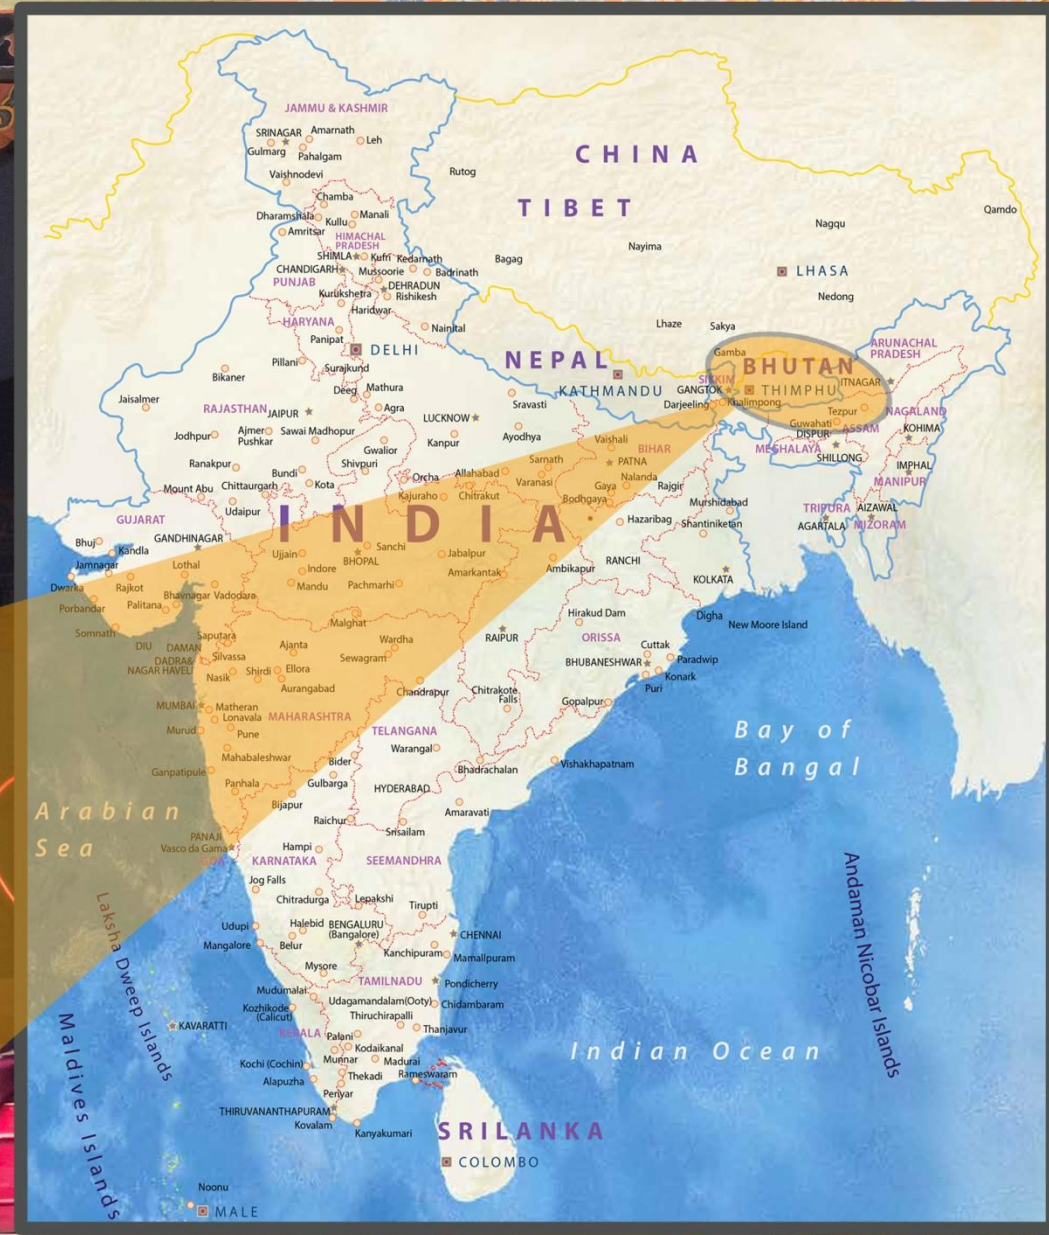 JAMMU & KASHMIR
SRINAGAR
Amarnath
Leh
Gulmarg
Pahalgam
Vaishnodevi
CHINA
TIBET
Rutog
Qamdo
Nagqu
Nayima
Bagag
LHASA
Nedong
Lhaze
Sakya
Gamba
Chamba
Dharamshala
Kullu
Manali
Amritsar
HIMACHAL
PRADESH
SHIMLA
Kufri
Kedarnath
CHANDIGARH
Mussoorie
Badrinath
PUNJAB
DEHRADUN
Kurukshetra
Rishikesh
Haridwar
HARYANA
Panipat
Nainital
DELHI
Pillani
Surajkund
NEPAL
KATHMANDU
BHUTAN
THIMPHU
SIKKIM
GANGTOK
Darjeeling
Khalimpong
ITNAGAR
ARUNACHAL
PRADESH
Tezpur
NAGALAND
Guwahati
DISPUR
ASSAM
KOHIMA
MEGHALAYA
SHILLONG
IMPHAL
MANIPUR
TRIPURA
AIZAWAL
AGARTALA
MIZORAM
Bikaner
Jaisalmer
Deeg
Mathura
RAJASTHAN
JAIPUR
Agra
LUCKNOW
Sravasti
Jodhpur
Ajmer
Pushkar
Sawai Madhopur
Kanpur
Ayodhya
Gwalior
Vaishali
BIHAR
Ranakpur
Bundi
Shivpuri
Sarnath
PATNA
Mount Abu
Chittaurgarh
Kota
Orcha
Allahabad
Varanasi
Gaya
Nalanda
Rajgir
Udaipur
Kajuraho
Chitrakut
Bodhgaya
Murshidabad
GUJARAT
INDIA
Hazaribag
Shantiniketan
Bhuj
Kandla
GANDHINAGAR
Jamnagar
Lothal
Ujjain
Sanchi
BHOPAL
Jabalpur
Indore
Amarkantak
Ambikapur
RANCHI
KOLKATA
Dwarka
Rajkot
Bhavnagar
Vadodara
Mandu
Pachmarhi
Porbandar
Palitana
Malghat
Hirakud Dam
Digha
New Moore Island
Somnath
DIU
DAMAN
Saputara
Ajanta
Wardha
RAIPUR
ORISSA
Cuttak
DADRA&
NAGAR HAVELI
Silvassa
Sewagram
BHUBANESHWAR
Paradwip
Nasik
Shirdi
Ellora
Konark
Aurangabad
Chandrapur
Chitrakote
Falls
Puri
Gopalpur
MUMBAI
Matheran
Lonavala
MAHARASHTRA
TELANGANA
Murud
Pune
Warangal
Bay of
Bangal
Mahabaleshwar
Bider
Bhadrachalan
Vishakhapatnam
Ganpatipule
Panhala
Gulbarga
HYDERABAD
Bijapur
Amaravati
Arabian
Sea
Raichur
Srisailam
PANAJI
Vasco da Gama
GOA
Hampi
KARNATAKA
SEEMANDHRA
Jog Falls
Chitradurga
Lepakshi
Tirupti
Udupi
Halebid
BENGALURU
(Bangalore)
CHENNAI
Mangalore
Belur
Kanchipuram
Mamallpuram
Mysore
TAMILNADU
Pondicherry
Mudumalai
Udagamandalam(Ooty)
Chidambaram
Kozhikode
(Calicut)
Thiruchirapalli
KERALA
Palani
Thanjavur
Kodaikanal
Kochi (Cochin)
Munnar
Madurai
Alapuzha
Thekadi
Rameswaram
Periyar
THIRUVANANTHAPURAM
Kovalam
Kanyakumari
Laksha Dweep Islands
KAVARATTI
Maldives Islands
Andaman Nicobar Islands
Indian Ocean
SRILANKA
COLOMBO
Noonu
MALE